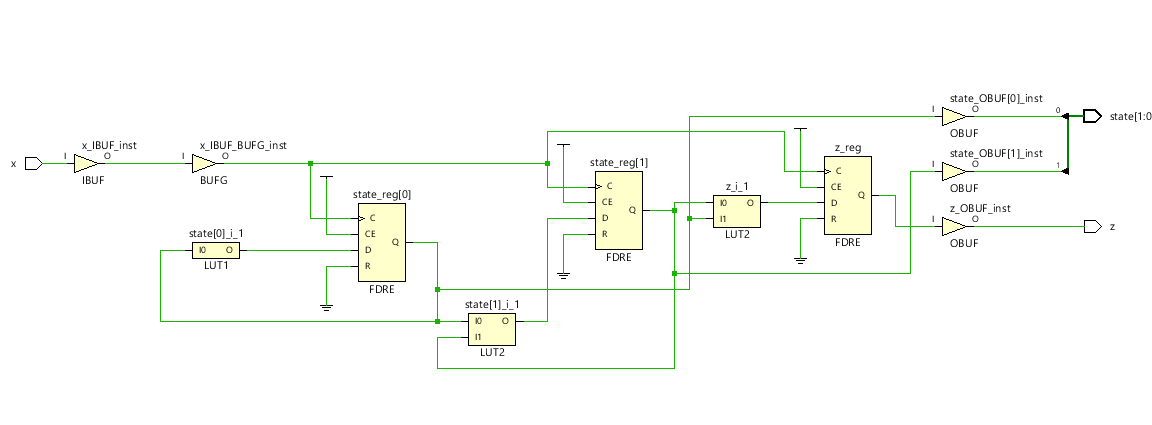 x
I
x_IBUF_inst
O
IBUF
I
x_IBUF_BUFG_inst
O
BUFG
state[0]_i_1
I0 O
LUT1
state_reg[0]
C
CE
D
R
Q
FDRE
state[1]_i_1
I0 O
I1
LUT2
state_reg[1]
C
CE
D
R
Q
FDRE
z_i_1
I0 O
I1
LUT2
z_reg
C
CE
D
R
Q
FDRE
state_OBUF[0]_inst
I O
OBUF
0
state[1:0
state_OBUF[1]_inst
I O
OBUF
1
z_OBUF_inst
I O
OBUF
z